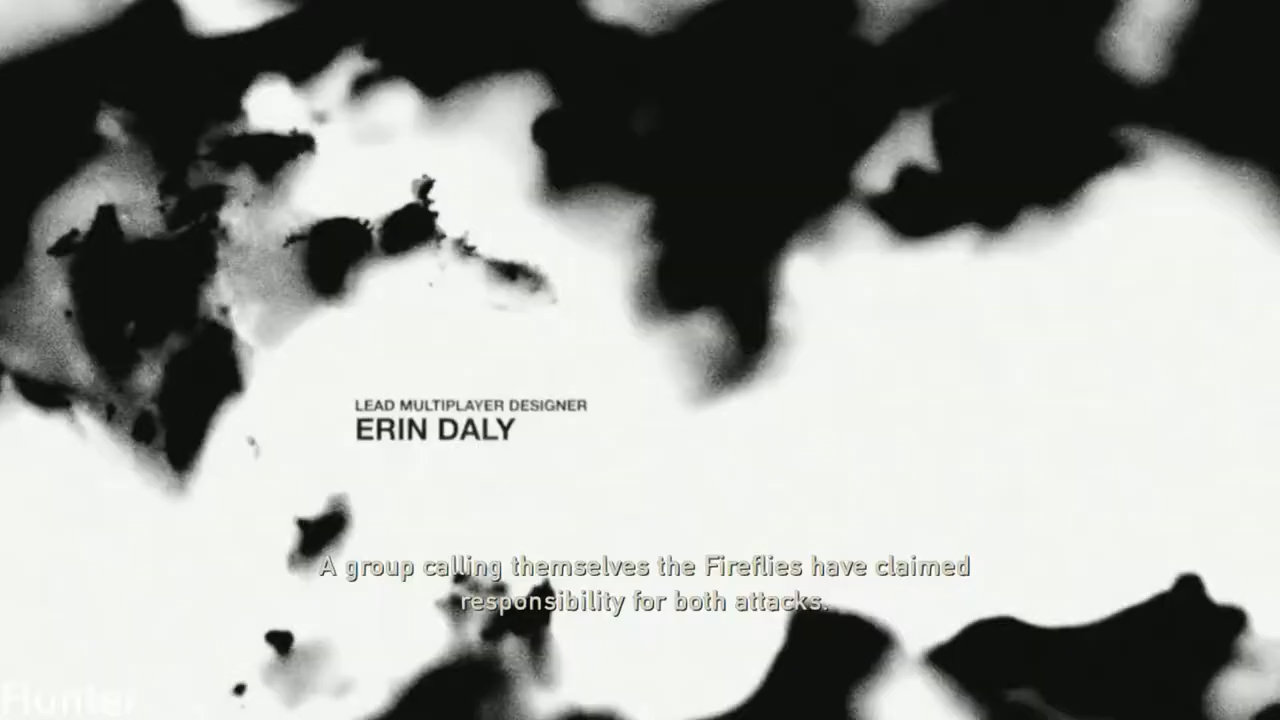 LEAD MULTIPLAYER DESIGNER
ERIN DALY
A group calling themselves the Fireflies have claimed
responsibility for both attacks.